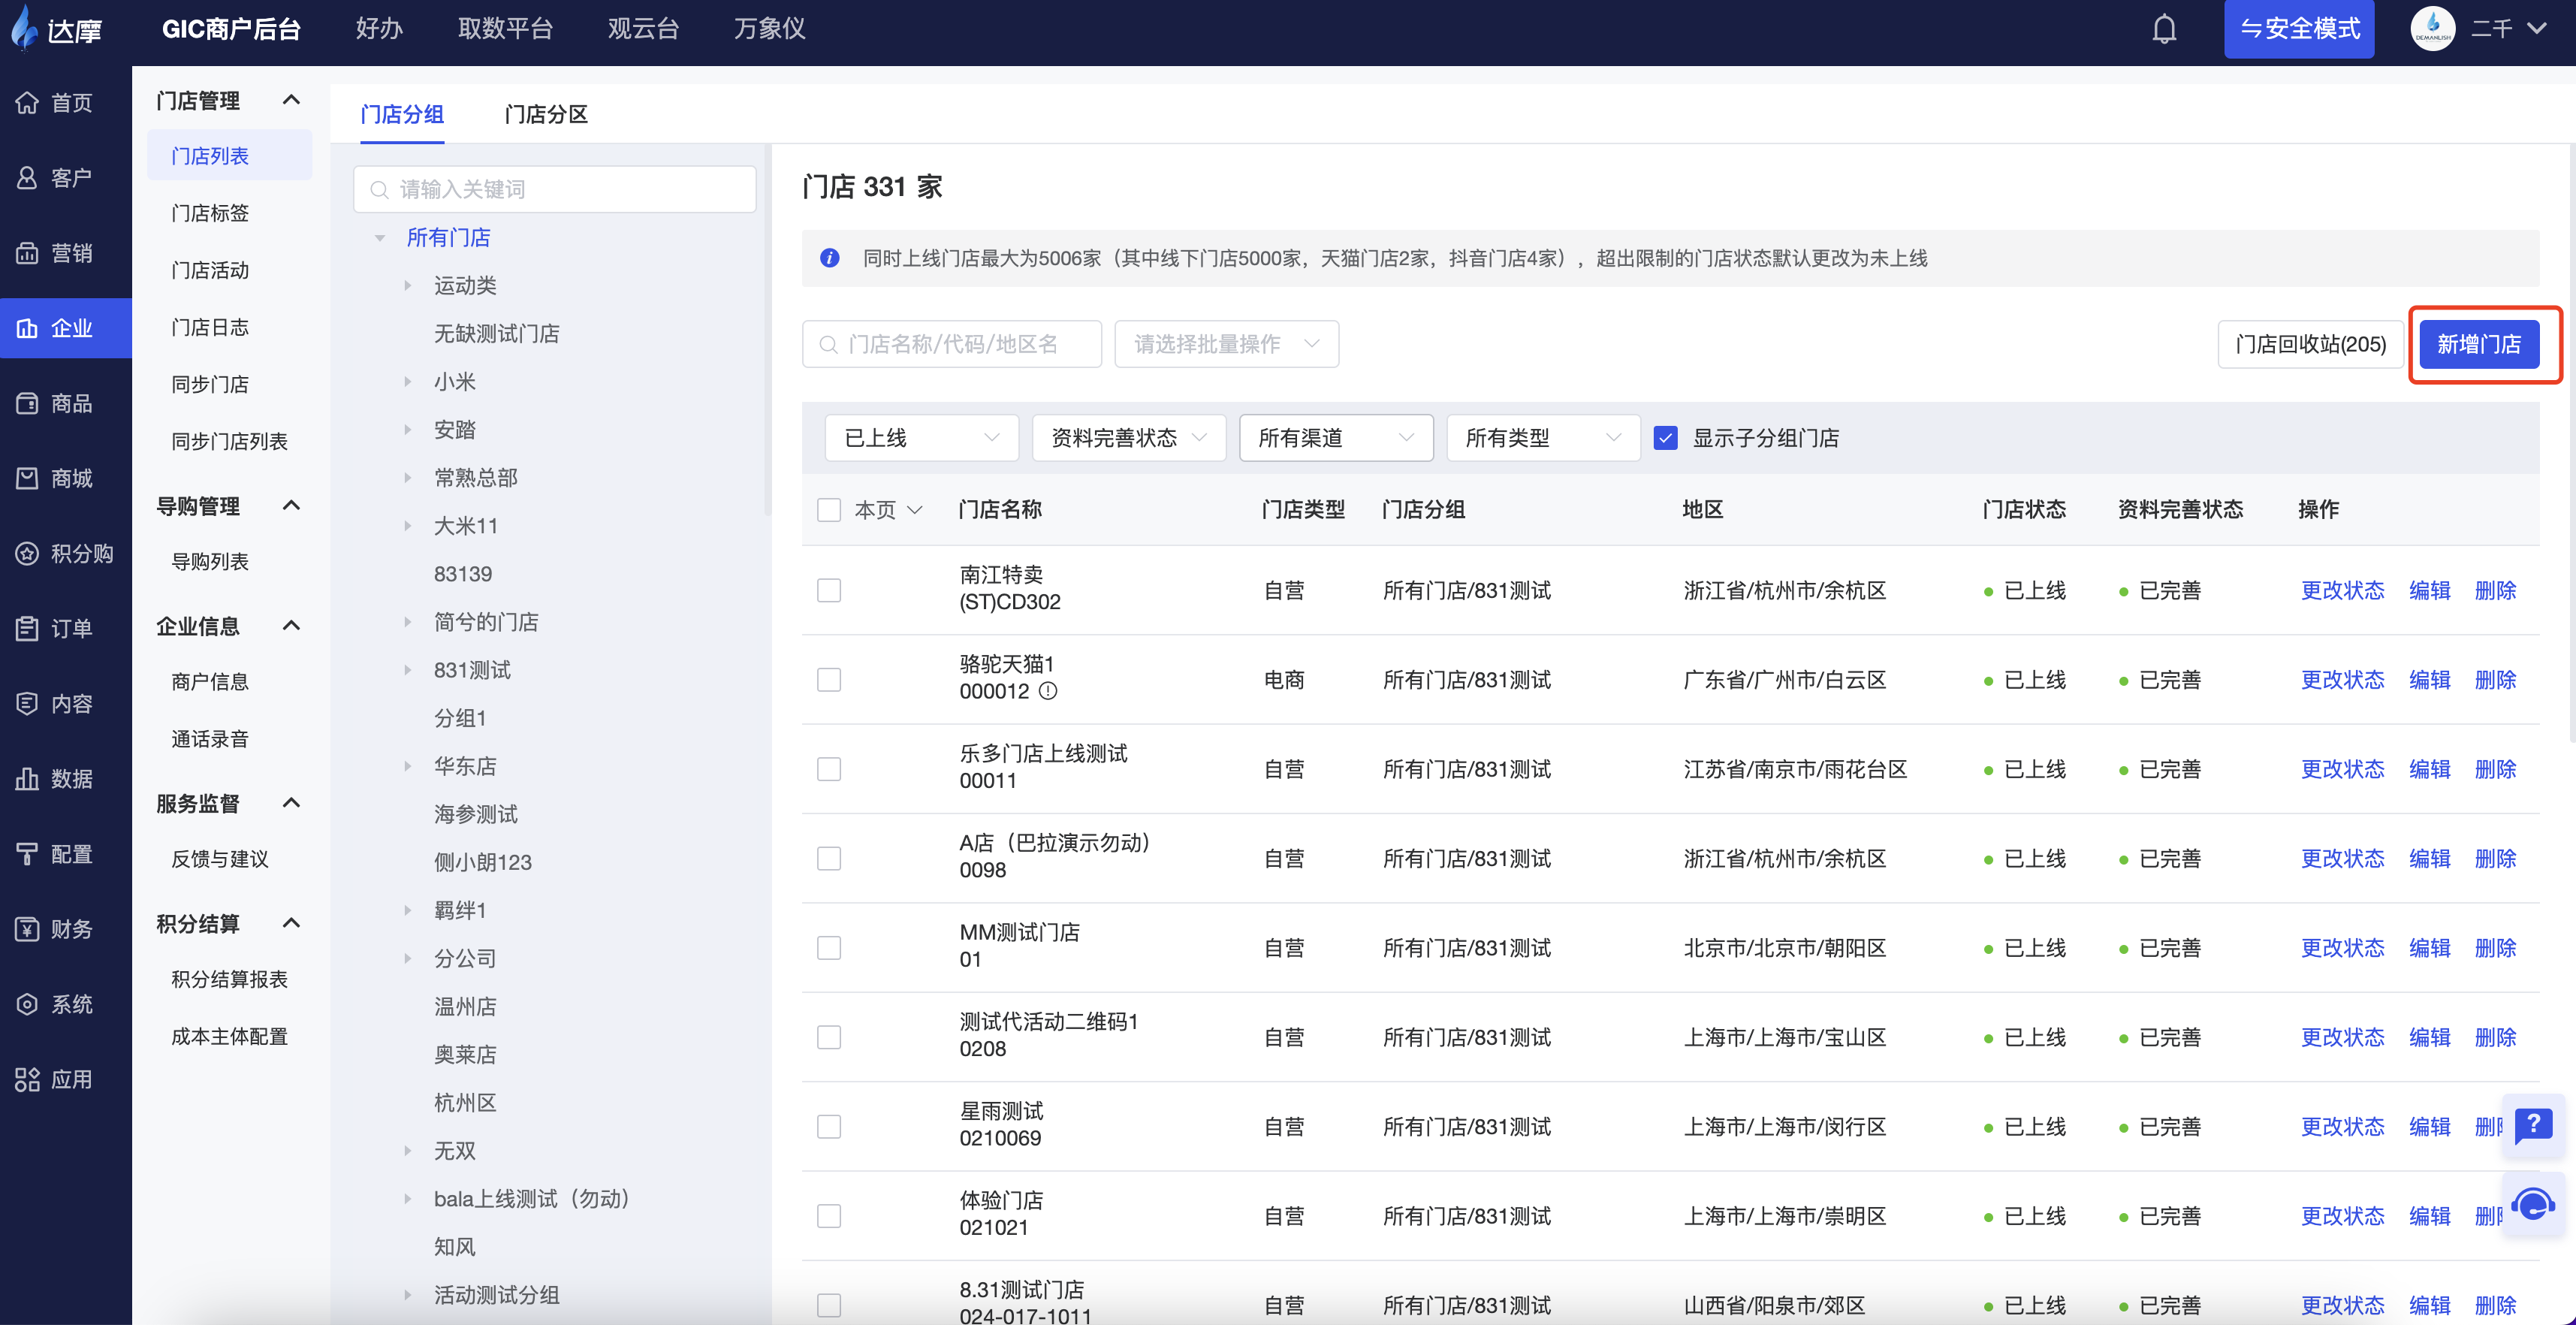 达摩
GIC商户后台
好办
取数平台
观云台
万象仪
⇋安全模式
DEMANLISH
二千
首页
客户
营销
企业
商品
商城
积分购
订单
内容
数据
配置
财务
系统
应用
门店管理
门店列表
门店标签
门店活动
门店日志
同步门店
同步门店列表
导购管理
导购列表
企业信息
商户信息
通话录音
服务监督
反馈与建议
积分结算
积分结算报表
成本主体配置
门店分组
门店分区
请输入关键词
所有门店
运动类
无缺测试门店
小米
安踏
常熟总部
大米11
83139
简兮的门店
831测试
分组1
华东店
海参测试
侧小朗123
羁绊1
分公司
温州店
奥莱店
杭州区
无双
bala上线测试（勿动）
知风
活动测试分组
门店 331 家
同时上线门店最大为5006家（其中线下门店5000家，天猫门店2家，抖音门店4家），超出限制的门店状态默认更改为未上线
门店名称/代码/地区名
请选择批量操作
门店回收站(205)
新增门店
已上线
资料完善状态
所有渠道
所有类型
显示子分组门店
本页 门店名称 门店类型 门店分组 地区 门店状态 资料完善状态 操作
南江特卖
(ST)CD302
自营 所有门店/831测试 浙江省/杭州市/余杭区 已上线 已完善 更改状态 编辑 删除
骆驼天猫1
000012
电商 所有门店/831测试 广东省/广州市/白云区 已上线 已完善 更改状态 编辑 删除
乐多门店上线测试
00011
自营 所有门店/831测试 江苏省/南京市/雨花台区 已上线 已完善 更改状态 编辑 删除
A店（巴拉演示勿动）
0098
自营 所有门店/831测试 浙江省/杭州市/余杭区 已上线 已完善 更改状态 编辑 删除
MM测试门店
01
自营 所有门店/831测试 北京市/北京市/朝阳区 已上线 已完善 更改状态 编辑 删除
测试代活动二维码1
0208
自营 所有门店/831测试 上海市/上海市/宝山区 已上线 已完善 更改状态 编辑 删除
星雨测试
0210069
自营 所有门店/831测试 上海市/上海市/闵行区 已上线 已完善 更改状态 编辑 删
体验门店
021021
自营 所有门店/831测试 上海市/上海市/崇明区 已上线 已完善 更改状态 编辑 删
8.31测试门店
024-017-1011
自营 所有门店/831测试 山西省/阳泉市/郊区 已上线 已完善 更改状态 编辑 删除